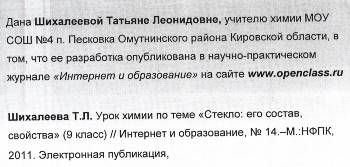 Дана Шихалеевой Татьяне Леонидовне, учителю химии МОУ
СОШ №4 п. Песковка Омутнинского района Кировской области, в
том, что ее разработка опубликована в научно-практическом
журнале «Интернет и образование» на сайте www.openclass.ru
Шихалеева Т.Л. Урок химии по теме «Стекло: его состав,
свойства» (9 класс) // Интернет и образование, № 14.–М.:НФПК,
2011. Электронная публикация,